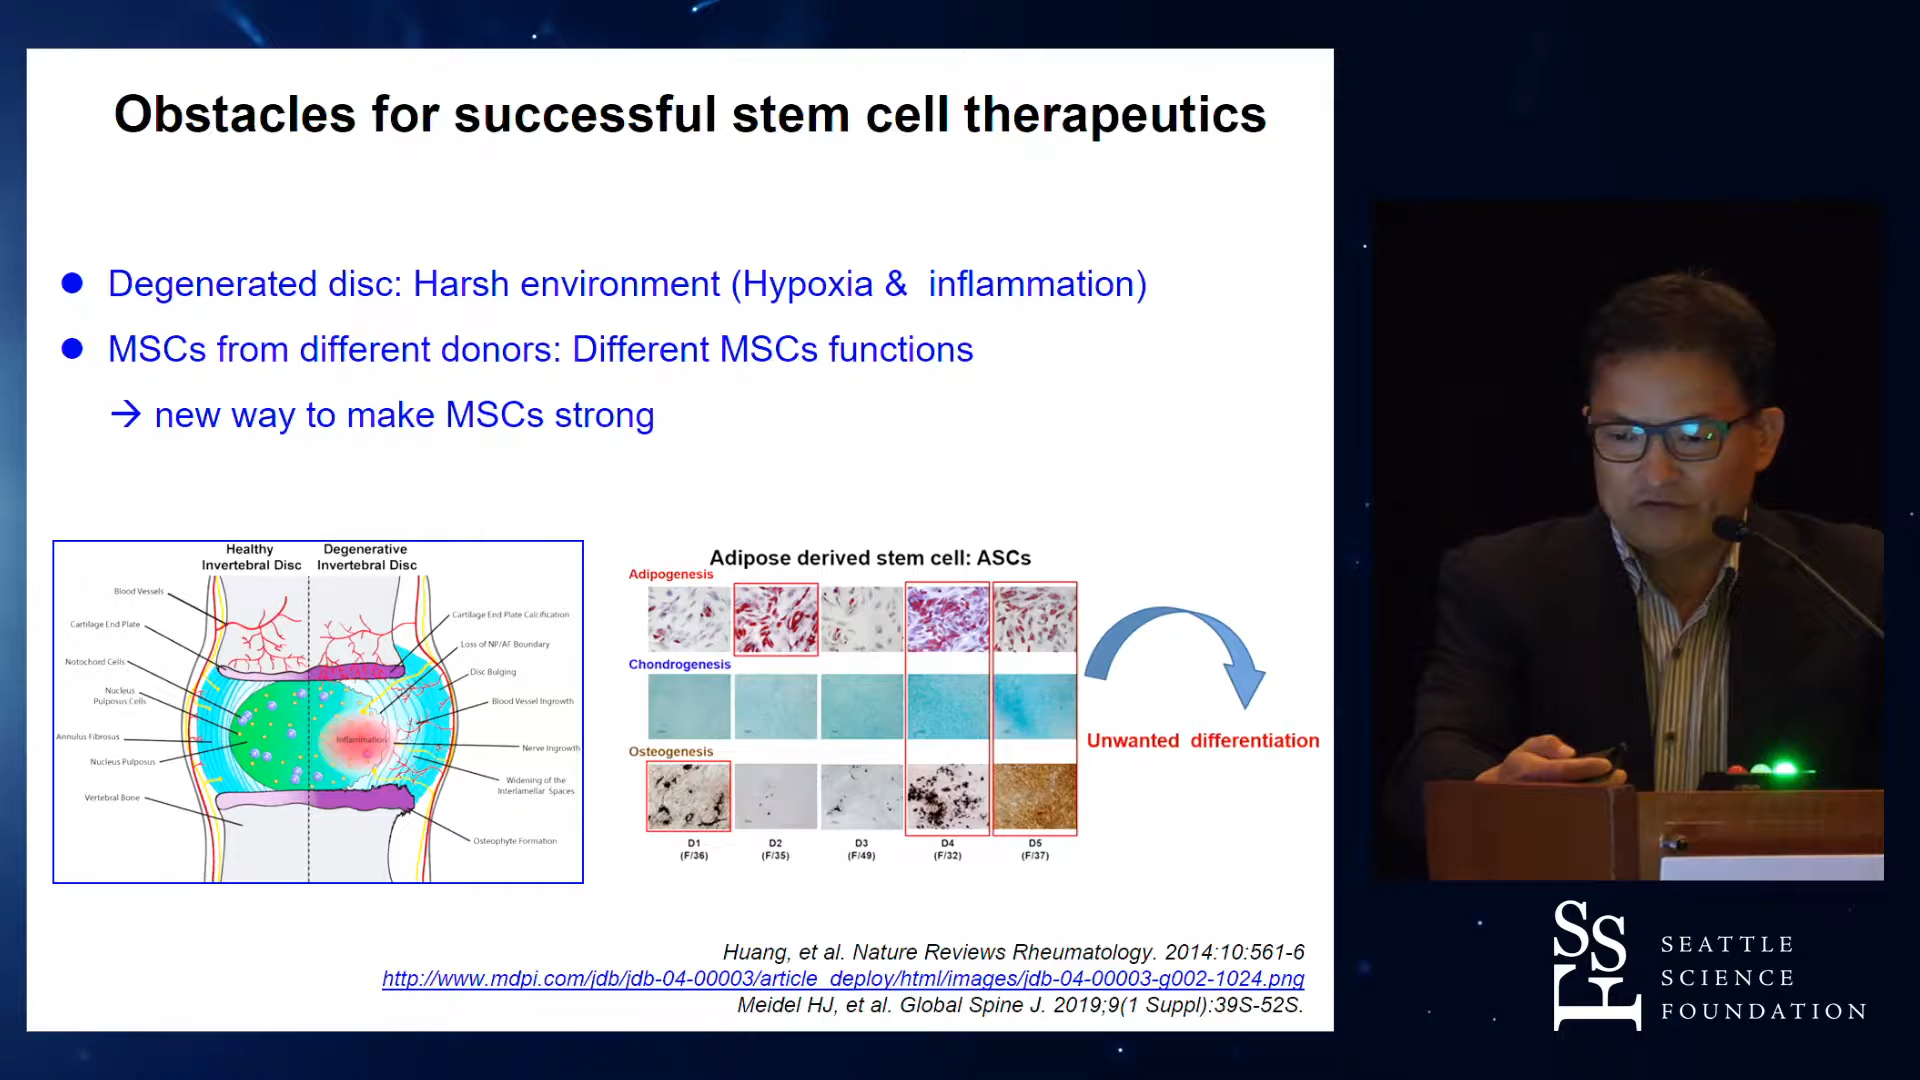 Obstacles for successful stem cell therapeutics
● Degenerated disc: Harsh environment (Hypoxia & inflammation)
● MSCs from different donors: Different MSCs functions
→ new way to make MSCs strong
Healthy
Invertebral Disc
Degenerative
Invertebral Disc
Blood Vessels
Cartilage End Plate
Notochord Cells
Nucleus
Pulposus Cells
Annulus Fibrosus
Nucleus Pulposus
Vertebral Bone
Inflammation
Cartilage End Plate Calcification
Loss of NP/AF Boundary
Disc Bulging
Blood Vessel Ingrowth
Nerve Ingrowth
Widening of the
Interlamellar Spaces
Osteophyte Formation
Adipose derived stem cell: ASCs
Adipogenesis
Chondrogenesis
Osteogenesis
D1 D2 D3 D4 D5
(F/36) (F/35) (F/49) (F/32) (F/37)
Unwanted differentiation
Huang, et al. Nature Reviews Rheumatology. 2014:10:561-6
http://www.mdpi.com/jdb/jdb-04-00003/article_deploy/html/images/jdb-04-00003-g002-1024.png
Meidel HJ, et al. Global Spine J. 2019;9(1 Suppl):39S-52S.
SSF
SEATTLE
SCIENCE
FOUNDATION